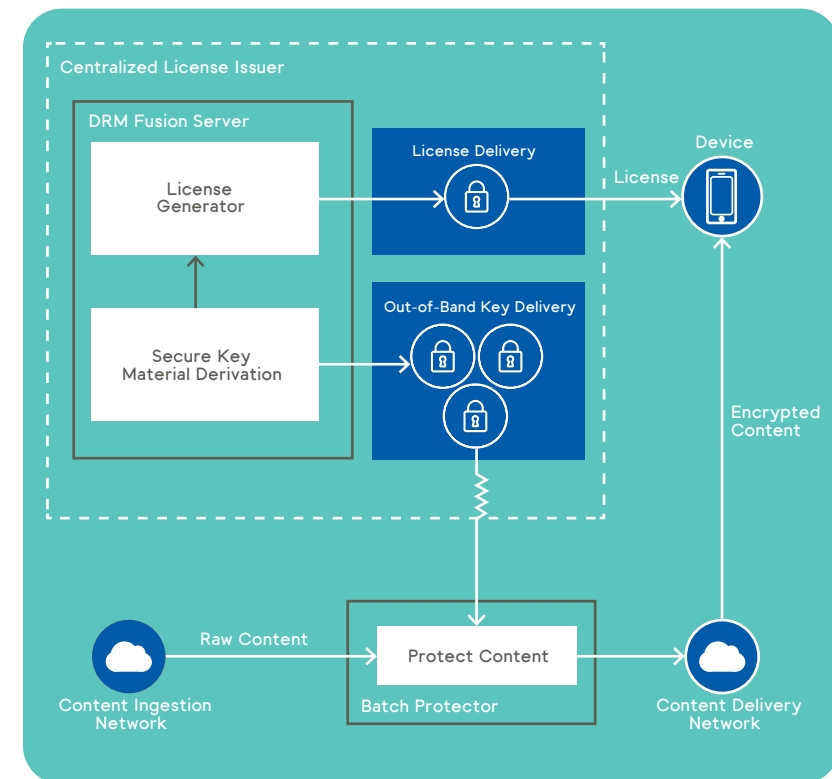 Centralized License Issuer
DRM Fusion Server
License
Generator
License Delivery
License
Device
Secure Key
Material Derivation
Out-of-Band Key Delivery
Encrypted
Content
Raw Content
Protect Content
Batch Protector
Content Ingestion
Network
Content Delivery
Network